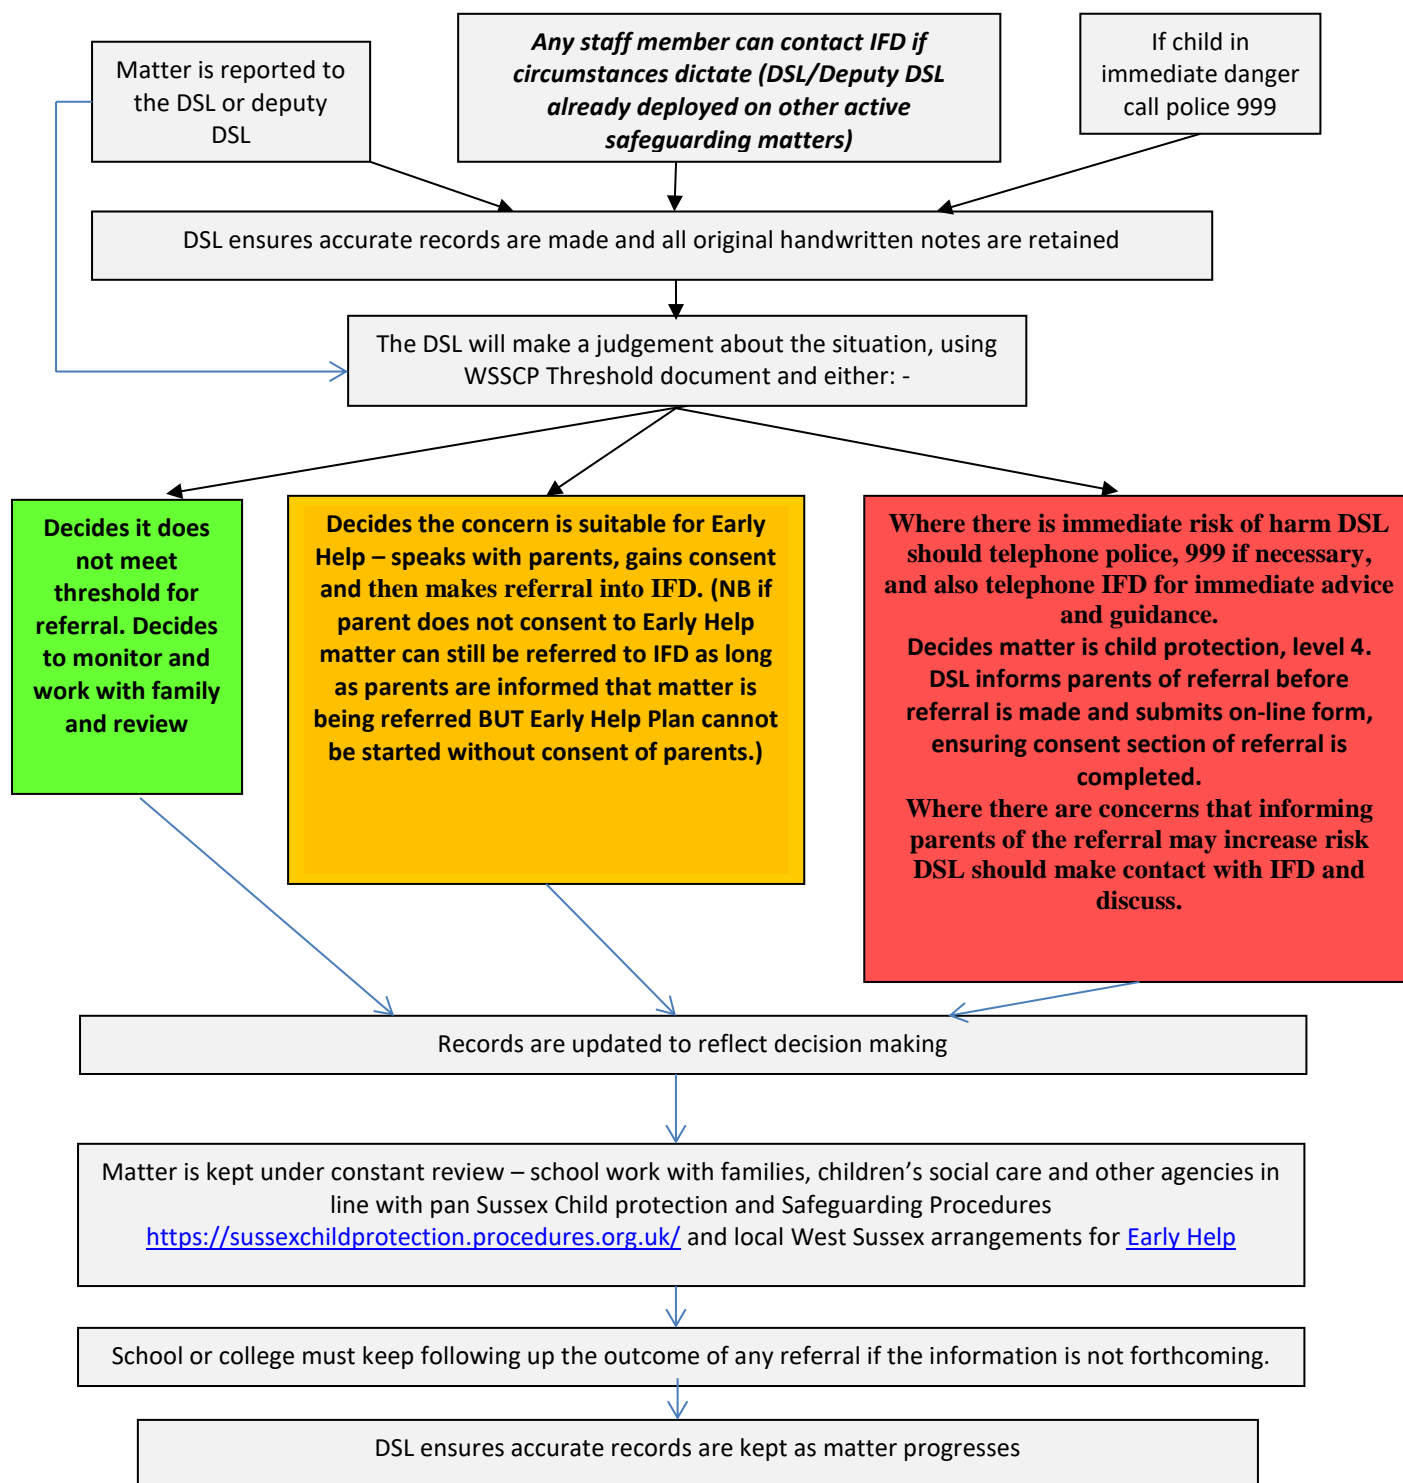 Matter is reported to
the DSL or deputy
DSL
Any staff member can contact IFD if
circumstances dictate (DSL/Deputy DSL
already deployed on other active
safeguarding matters)
If child in
immediate danger
call police 999
DSL ensures accurate records are made and all original handwritten notes are retained
The DSL will make a judgement about the situation, using
WSSCP Threshold document and either: -
Decides it does
not meet
threshold for
referral. Decides
to monitor and
work with family
and review
Decides the concern is suitable for Early
Help – speaks with parents, gains consent
and then makes referral into IFD. (NB if
parent does not consent to Early Help
matter can still be referred to IFD as long
as parents are informed that matter is
being referred BUT Early Help Plan cannot
be started without consent of parents.)
Where there is immediate risk of harm DSL
should telephone police, 999 if necessary,
and also telephone IFD for immediate advice
and guidance.
Decides matter is child protection, level 4.
DSL informs parents of referral before
referral is made and submits on-line form,
ensuring consent section of referral is
completed.
Where there are concerns that informing
parents of the referral may increase risk
DSL should make contact with IFD and
discuss.
Records are updated to reflect decision making
Matter is kept under constant review – school work with families, children’s social care and other agencies in
line with pan Sussex Child protection and Safeguarding Procedures
https://sussexchildprotection.procedures.org.uk/ and local West Sussex arrangements for Early Help
School or college must keep following up the outcome of any referral if the information is not forthcoming.
DSL ensures accurate records are kept as matter progresses